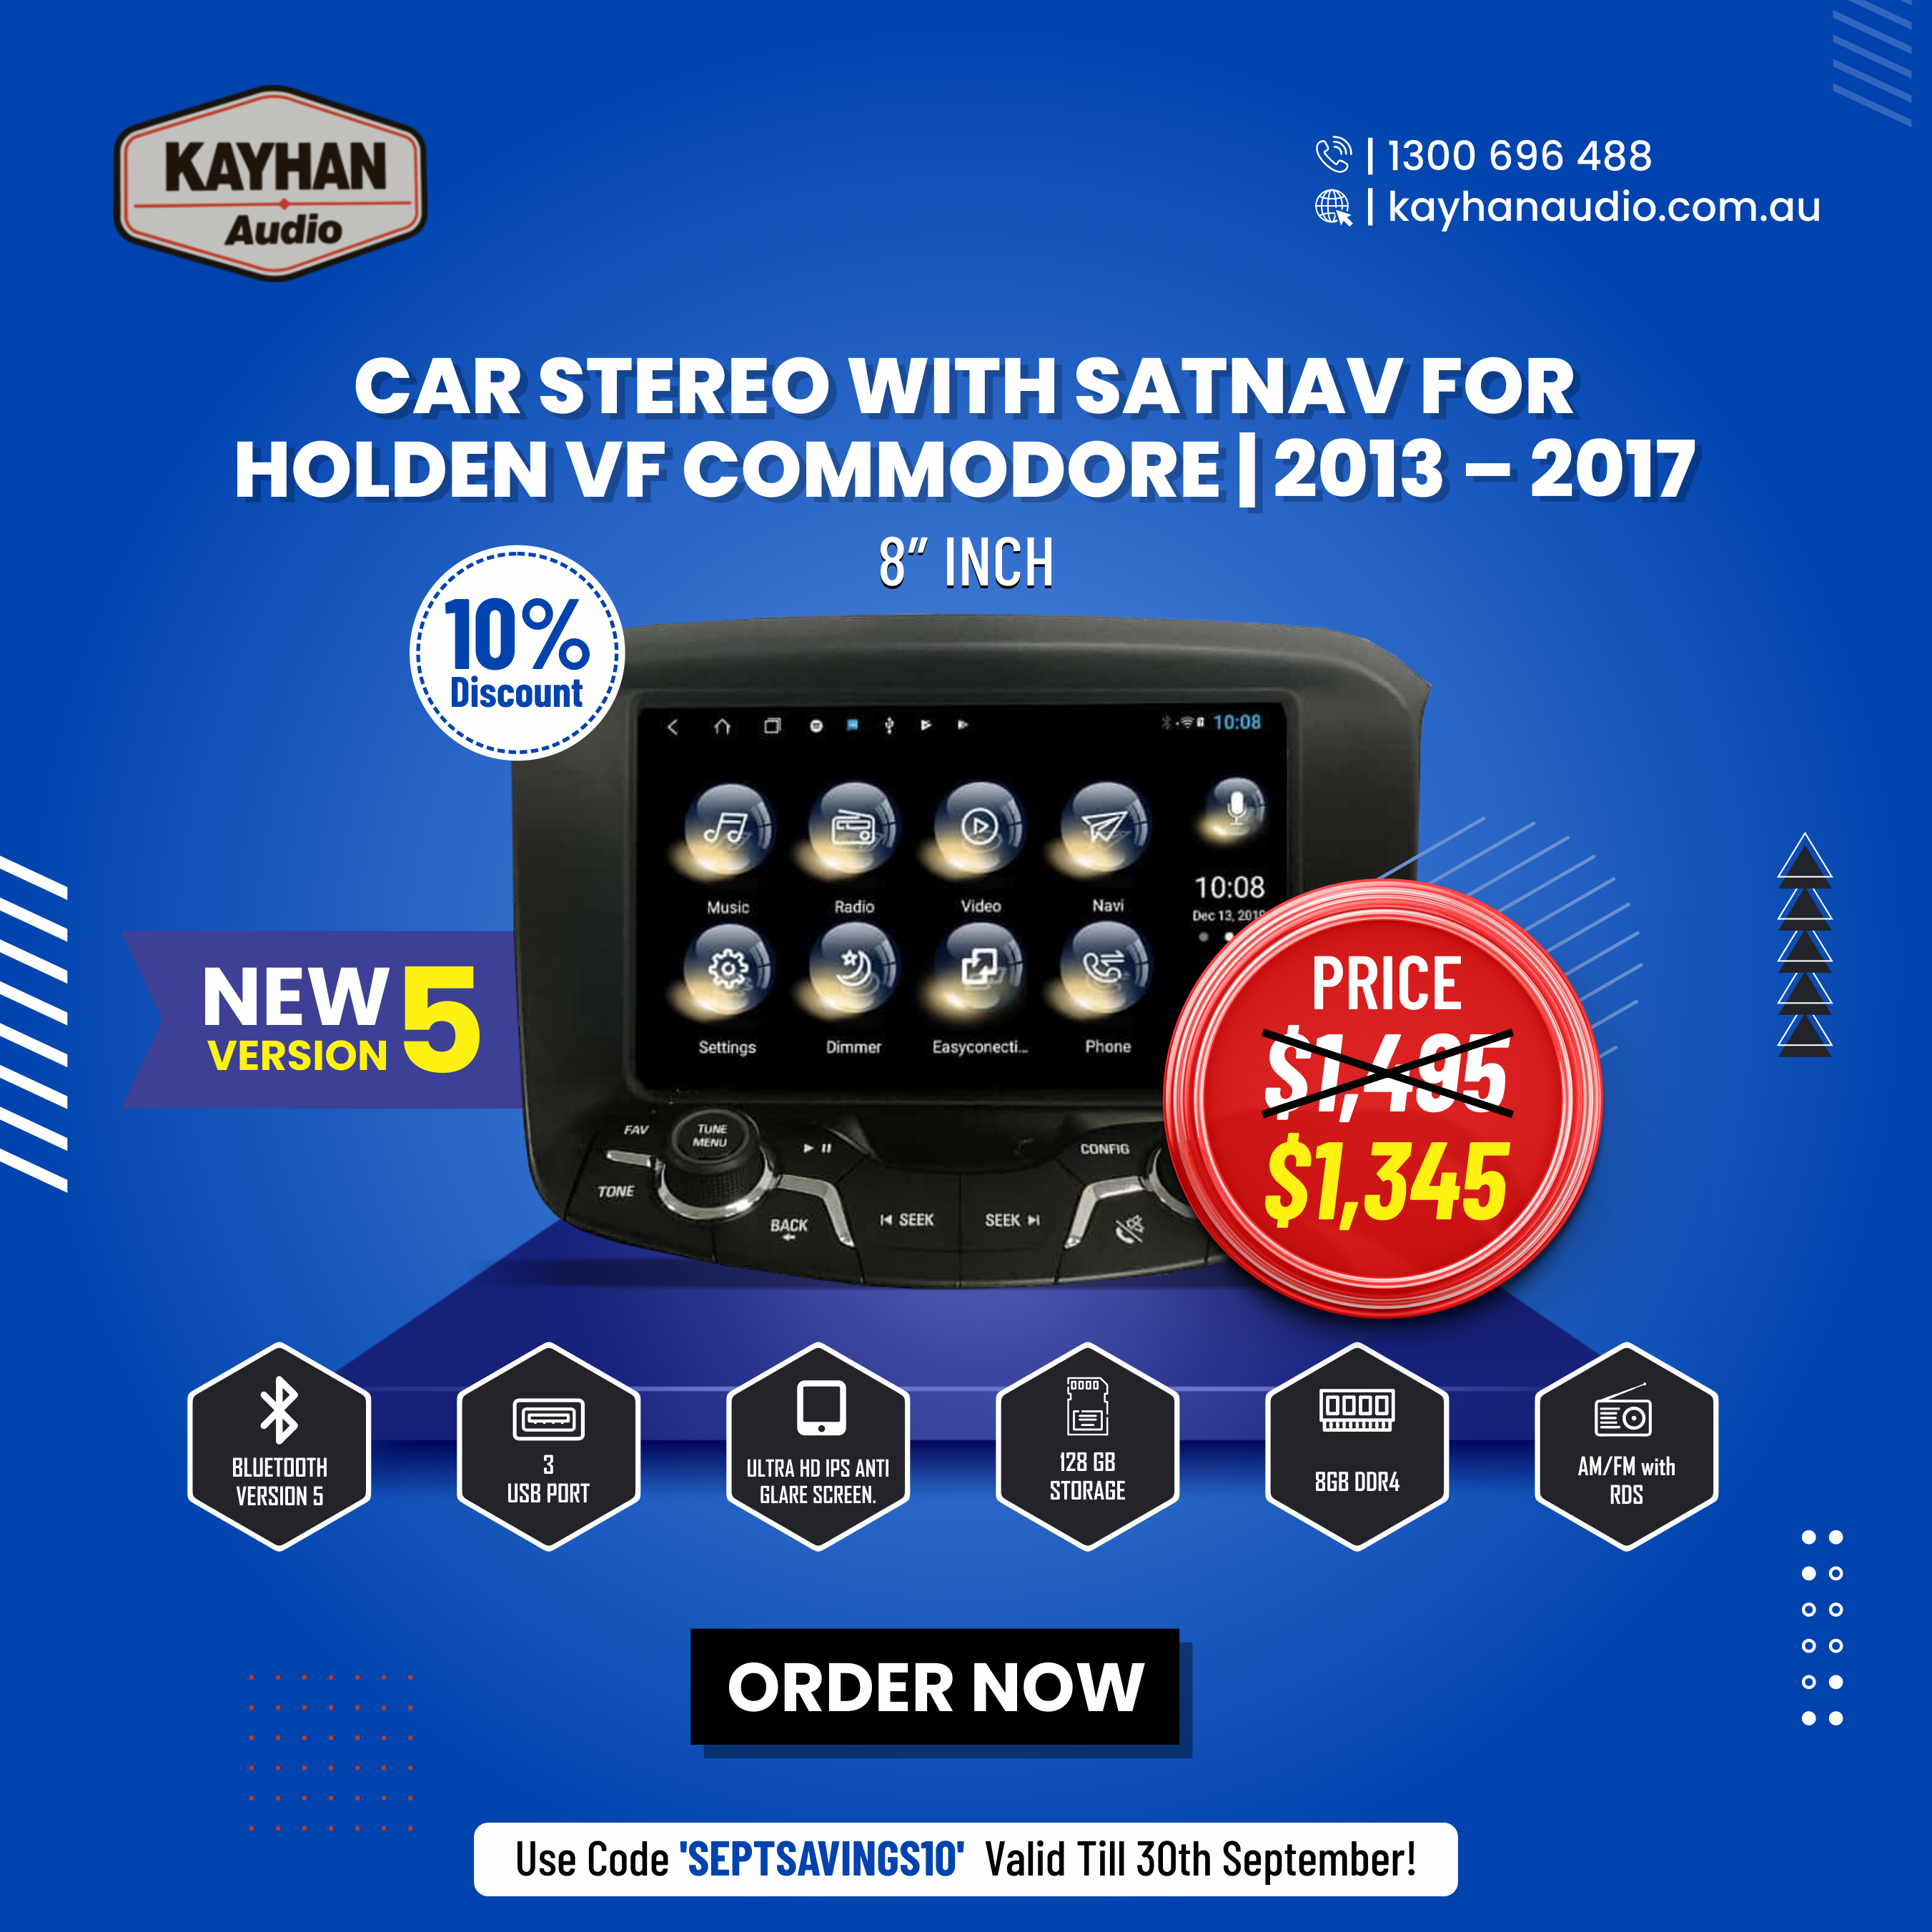 KAYHAN
Audio
| 1300 696 488
| kayhanaudio.com.au
CAR STEREO WITH SATNAV FOR
HOLDEN VF COMMODORE | 2013 – 2017
8” INCH
10%
Discount
10:08
Music
Radio
Video
Navi
10:08
Dec 13, 2019
Settings
Dimmer
Easyconecti...
Phone
NEW
VERSION
5
PRICE
$1,495
$1,345
FAV
TUNE
MENU
CONFIG
TONE
BACK
SEEK
SEEK
BLUETOOTH
VERSION 5
3
USB PORT
ULTRA HD IPS ANTI
GLARE SCREEN.
128 GB
STORAGE
8GB DDR4
AM/FM with
RDS
ORDER NOW
Use Code 'SEPTSAVINGS10' Valid Till 30th September!